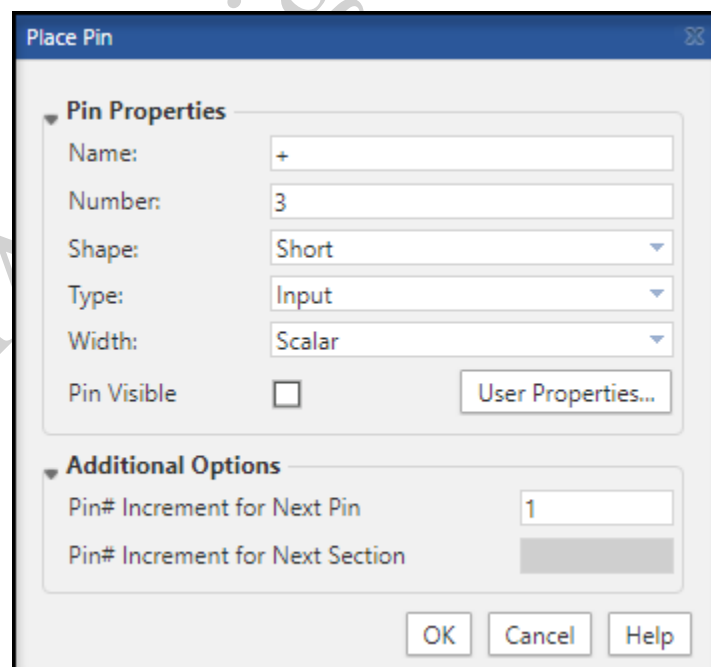 Place Pin
Pin Properties
Name: +
Number: 3
Shape: Short
Type: Input
Width: Scalar
Pin Visible User Properties...
Additional Options
Pin# Increment for Next Pin 1
Pin# Increment for Next Section
OK Cancel Help